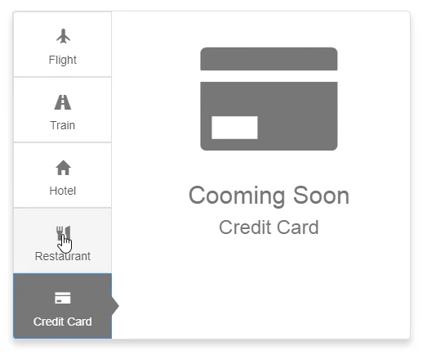 Flight
Train
Hotel
Restaurant
Credit Card
Cooming Soon
Credit Card